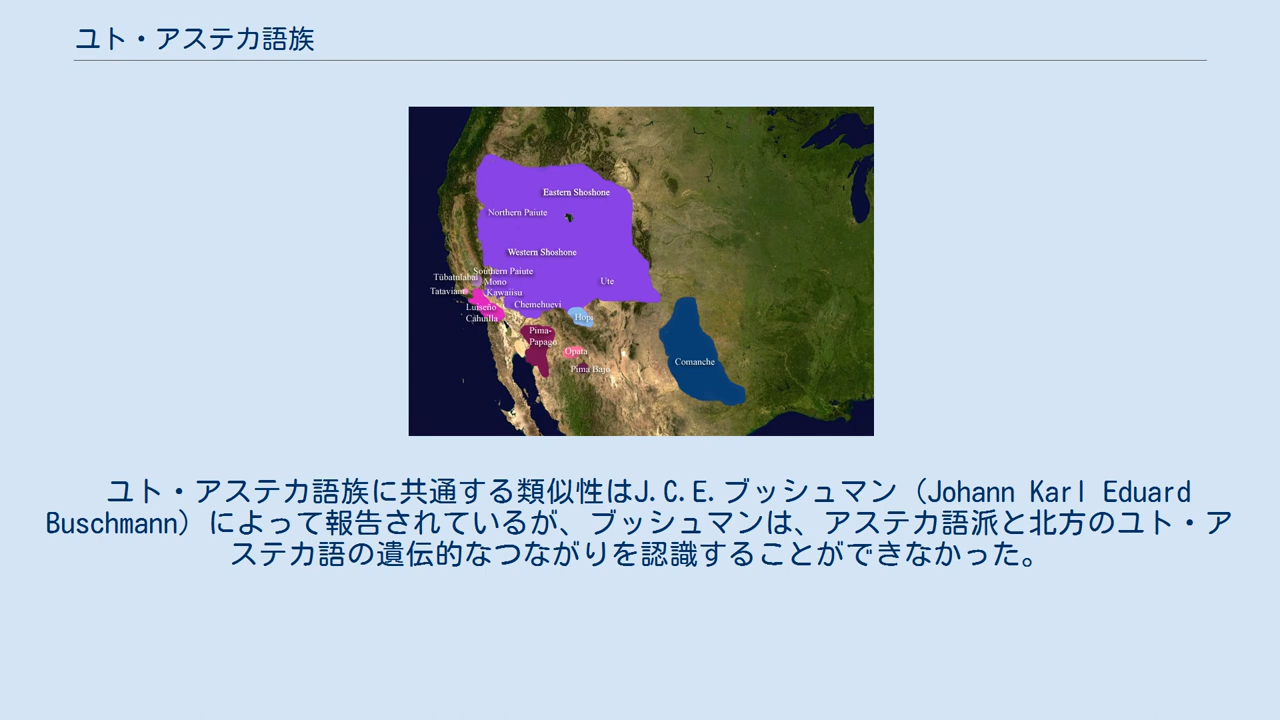 ユト・アステカ語族
Eastern Shoshone
Northern Paiute
Western Shoshone
Southern Paiute
Tübatulabal
Mono
Ute
Tataviam
Kawaiisu
Chemehuevi
Luiseño
Cahuilla
Hopi
Pima-
Papago
Opata
Pima Bajo
Comanche
ユト・アステカ語族に共通する類似性はJ.C.E.ブッシュマン（Johann Karl Eduard
Buschmann）によって報告されているが、ブッシュマンは、アステカ語派と北方のユト・ア
ステカ語の遺伝的なつながりを認識することができなかった。